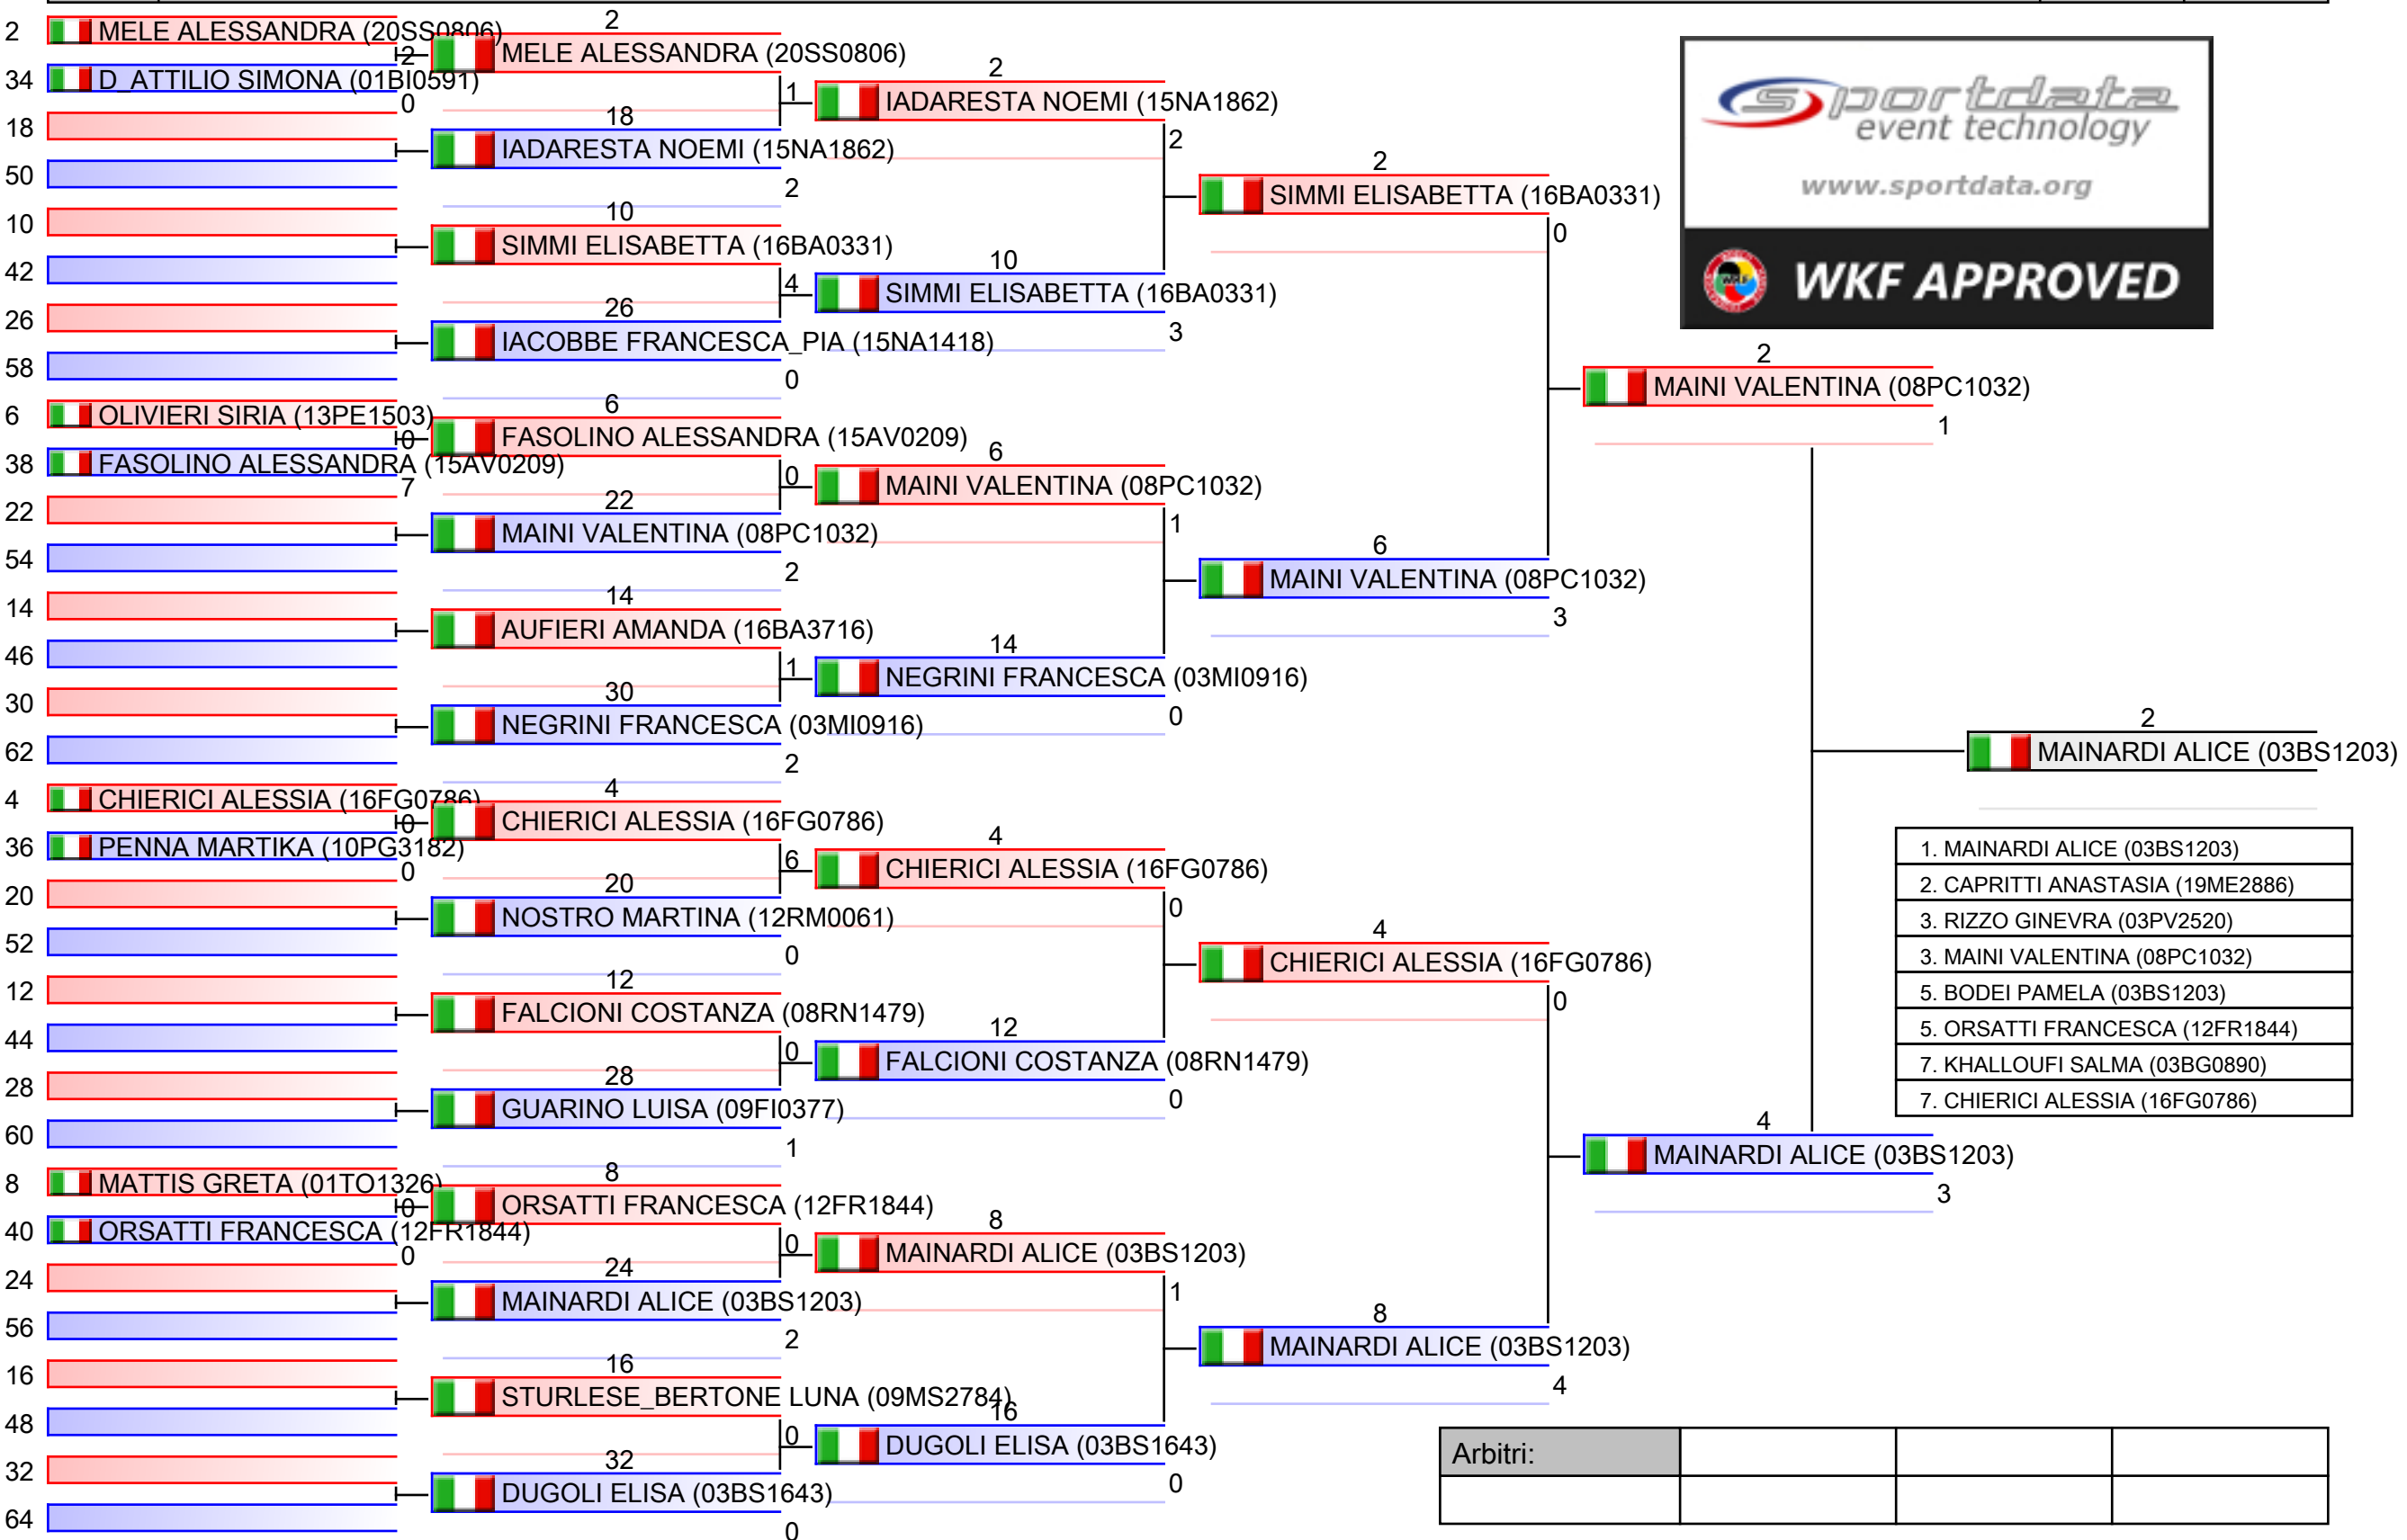 2 MELE ALESSANDRA (20SS0806)
2
34 D_ATTILIO SIMONA (01BI0591)
0
18
50
10
42
26
58
6 OLIVIERI SIRIA (13PE1503)
0
38 FASOLINO ALESSANDRA (15AV0209)
7
22
54
14
46
30
62
4 CHIERICI ALESSIA (16FG0786)
0
36 PENNA MARTIKA (10PG3182)
0
20
52
12
44
28
60
8 MATTIS GRETA (01TO1326)
0
40 ORSATTI FRANCESCA (12FR1844)
0
24
56
16
48
32
64
2
MELE ALESSANDRA (20SS0806)
1
18
IADARESTA NOEMI (15NA1862)
2
10
SIMMI ELISABETTA (16BA0331)
4
26
IACOBBE FRANCESCA_PIA (15NA1418)
0
6
FASOLINO ALESSANDRA (15AV0209)
0
22
MAINI VALENTINA (08PC1032)
2
14
AUFIERI AMANDA (16BA3716)
1
30
NEGRINI FRANCESCA (03MI0916)
2
4
CHIERICI ALESSIA (16FG0786)
6
20
NOSTRO MARTINA (12RM0061)
0
12
FALCIONI COSTANZA (08RN1479)
0
28
GUARINO LUISA (09FI0377)
1
8
ORSATTI FRANCESCA (12FR1844)
0
24
MAINARDI ALICE (03BS1203)
2
16
STURLESE_BERTONE LUNA (09MS2784)
0
32
DUGOLI ELISA (03BS1643)
0
2
IADARESTA NOEMI (15NA1862)
2
10
SIMMI ELISABETTA (16BA0331)
3
6
MAINI VALENTINA (08PC1032)
1
14
NEGRINI FRANCESCA (03MI0916)
0
4
CHIERICI ALESSIA (16FG0786)
0
12
FALCIONI COSTANZA (08RN1479)
0
8
MAINARDI ALICE (03BS1203)
1
16
DUGOLI ELISA (03BS1643)
0
2
SIMMI ELISABETTA (16BA0331)
0
6
MAINI VALENTINA (08PC1032)
3
4
CHIERICI ALESSIA (16FG0786)
0
8
MAINARDI ALICE (03BS1203)
4
2
MAINI VALENTINA (08PC1032)
1
4
MAINARDI ALICE (03BS1203)
3
2
MAINARDI ALICE (03BS1203)
sportdata
event technology
www.sportdata.org
WKF
WKF APPROVED
1. MAINARDI ALICE (03BS1203)
2. CAPRITTI ANASTASIA (19ME2886)
3. RIZZO GINEVRA (03PV2520)
3. MAINI VALENTINA (08PC1032)
5. BODEI PAMELA (03BS1203)
5. ORSATTI FRANCESCA (12FR1844)
7. KHALLOUFI SALMA (03BG0890)
7. CHIERICI ALESSIA (16FG0786)
Arbitri: